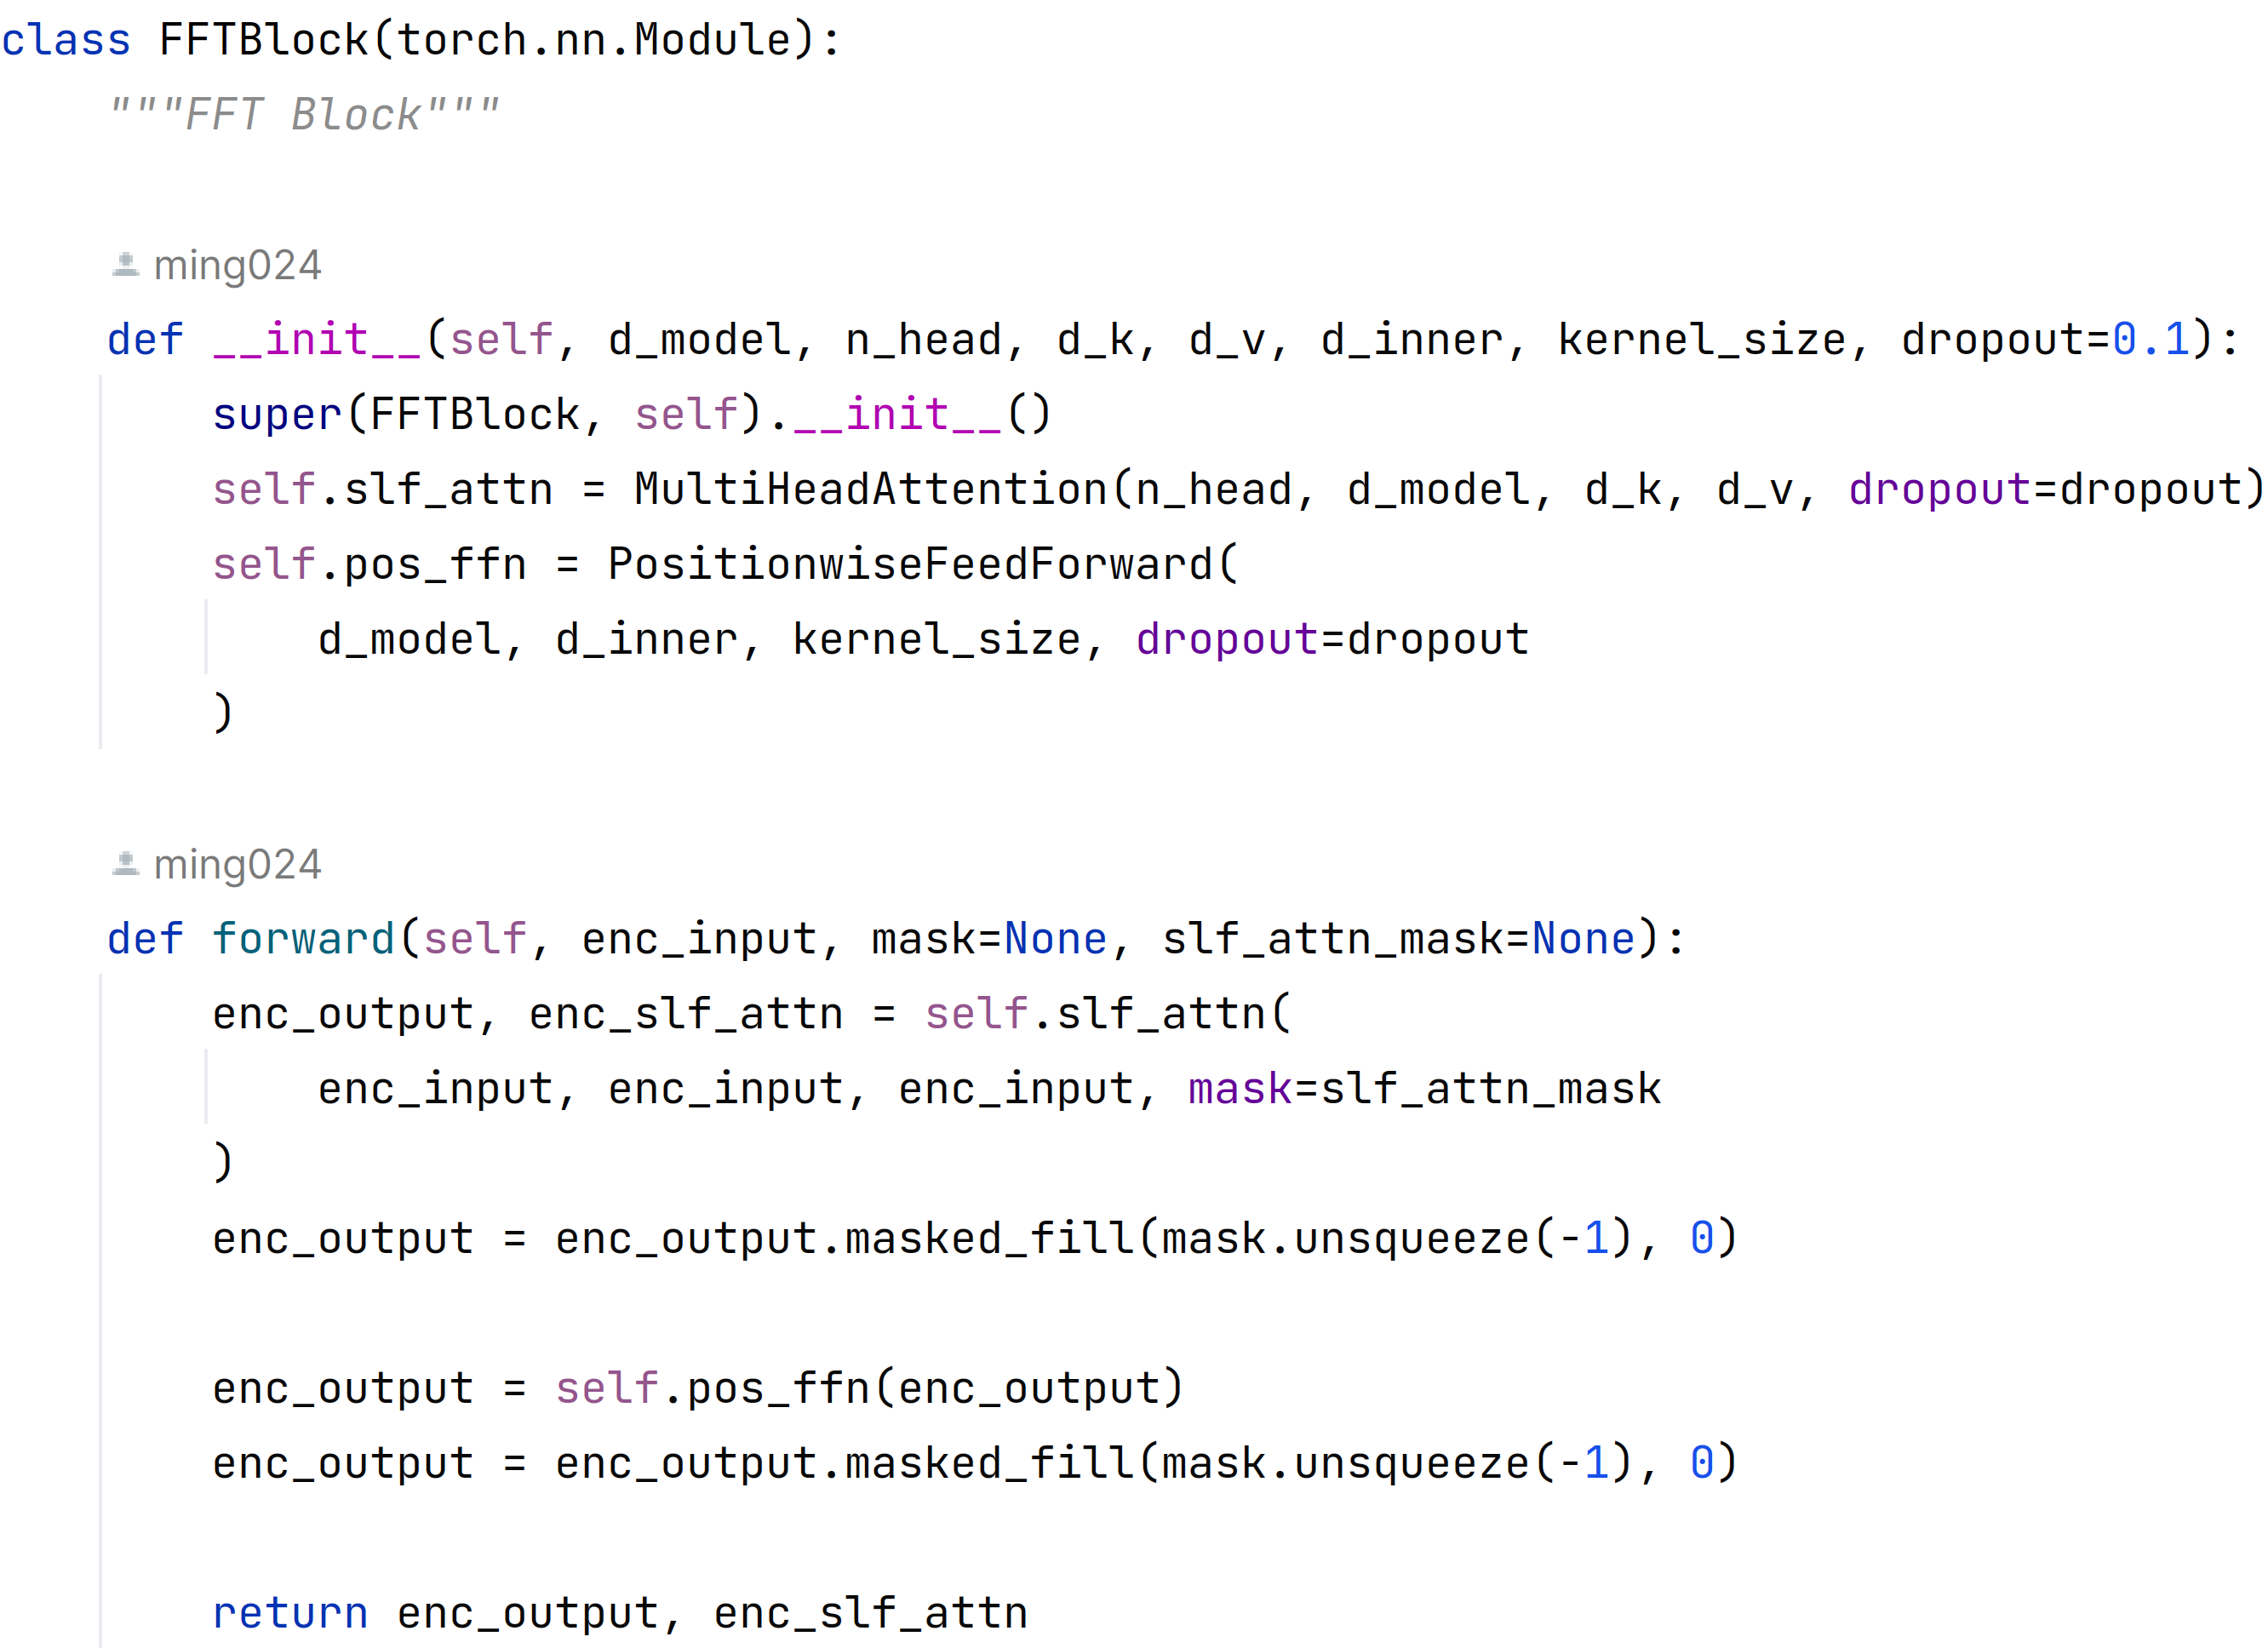 class FFTBlock(torch.nn.Module):
    """FFT Block"""
    ming024
    def __init__(self, d_model, n_head, d_k, d_v, d_inner, kernel_size, dropout=0.1):
        super(FFTBlock, self).__init__()
        self.slf_attn = MultiHeadAttention(n_head, d_model, d_k, d_v, dropout=dropout)
        self.pos_ffn = PositionwiseFeedForward(
            d_model, d_inner, kernel_size, dropout=dropout
        )
    ming024
    def forward(self, enc_input, mask=None, slf_attn_mask=None):
        enc_output, enc_slf_attn = self.slf_attn(
            enc_input, enc_input, enc_input, mask=slf_attn_mask
        )
        enc_output = enc_output.masked_fill(mask.unsqueeze(-1), 0)
        enc_output = self.pos_ffn(enc_output)
        enc_output = enc_output.masked_fill(mask.unsqueeze(-1), 0)
        return enc_output, enc_slf_attn